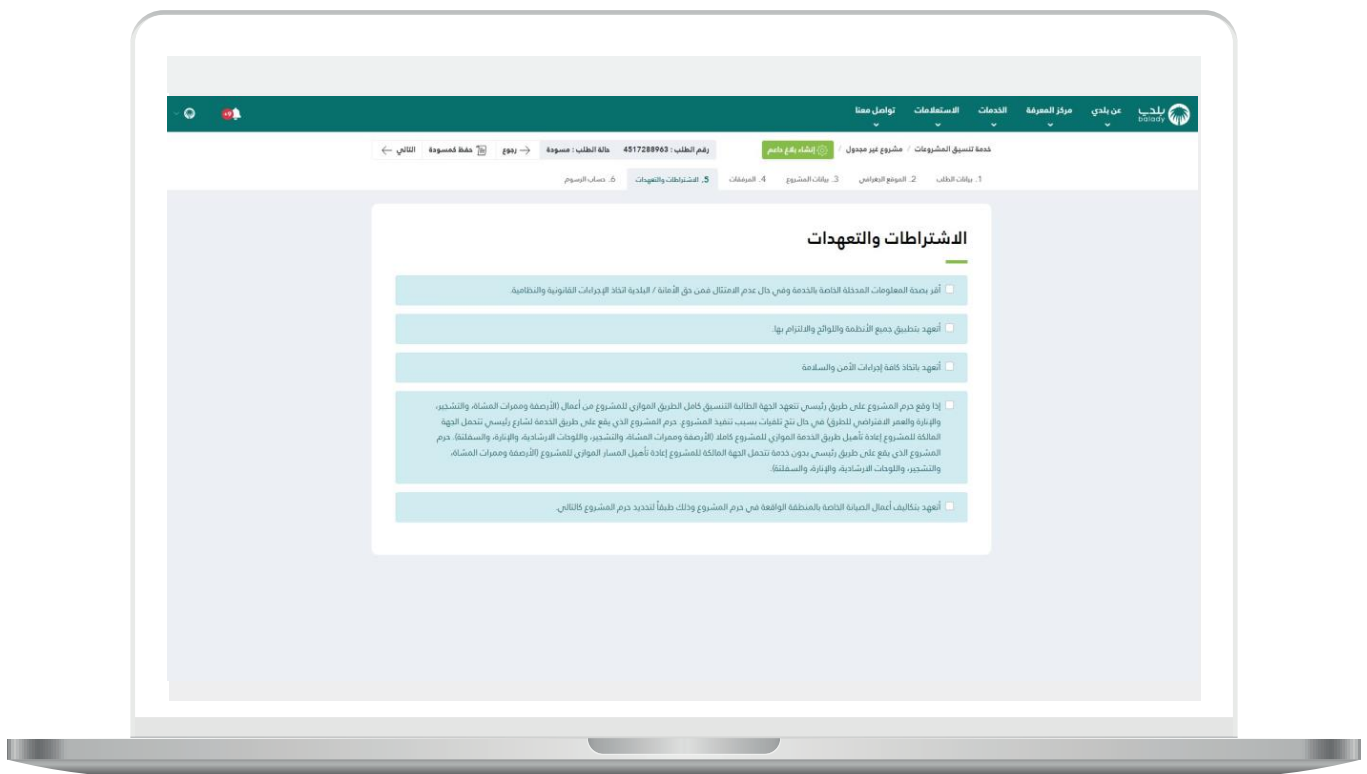 بلدي
balady
عن بلدي
مركز المعرفة
الخدمات
الاستعلامات
تواصل معنا
+9
خدمة تنسيق المشروعات / مشروع غير مجدول /
إنشاء بلاغ داعم
رقم الطلب : 4517288963
حالة الطلب : مسودة
رجوع
حفظ كمسودة
التالي
1. بيانات الطلب
2. الموقع الجغرافي
3. بيانات المشروع
4. المرفقات
5. الاشتراطات والتعهدات
6. حساب الرسوم
الاشتراطات والتعهدات
أقر بصحة المعلومات المدخلة الخاصة بالخدمة وفي حال عدم الامتثال فمن حق الأمانة / البلدية اتخاذ الإجراءات القانونية والنظامية.
أتعهد بتطبيق جميع الأنظمة واللوائح والالتزام بها.
أتعهد باتخاذ كافة إجراءات الأمن والسلامة
إذا وقع حرم المشروع على طريق رئيسي تتعهد الجهة الطالبة التنسيق كامل الطريق الموازي للمشروع من أعمال (الأرصفة وممرات المشاة، والتشجير،
والإنارة والعمر الافتراضي للطرق) في حال نتج تلفيات بسبب تنفيذ المشروع. حرم المشروع الذي يقع على طريق الخدمة لشارع رئيسي تتحمل الجهة
المالكة للمشروع إعادة تأهيل طريق الخدمة الموازي للمشروع كاملا (الأرصفة وممرات المشاة، والتشجير، واللوحات الارشادية، والإنارة، والسفلتة). حرم
المشروع الذي يقع على طريق رئيسي بدون خدمة تتحمل الجهة المالكة للمشروع إعادة تأهيل المسار الموازي للمشروع (الأرصفة وممرات المشاة،
والتشجير، واللوحات الارشادية، والإنارة، والسفلتة).
أتعهد بتكاليف أعمال الصيانة الخاصة بالمنطقة الواقعة في حرم المشروع وذلك طبقاً لتحديد حرم المشروع كالتالي.